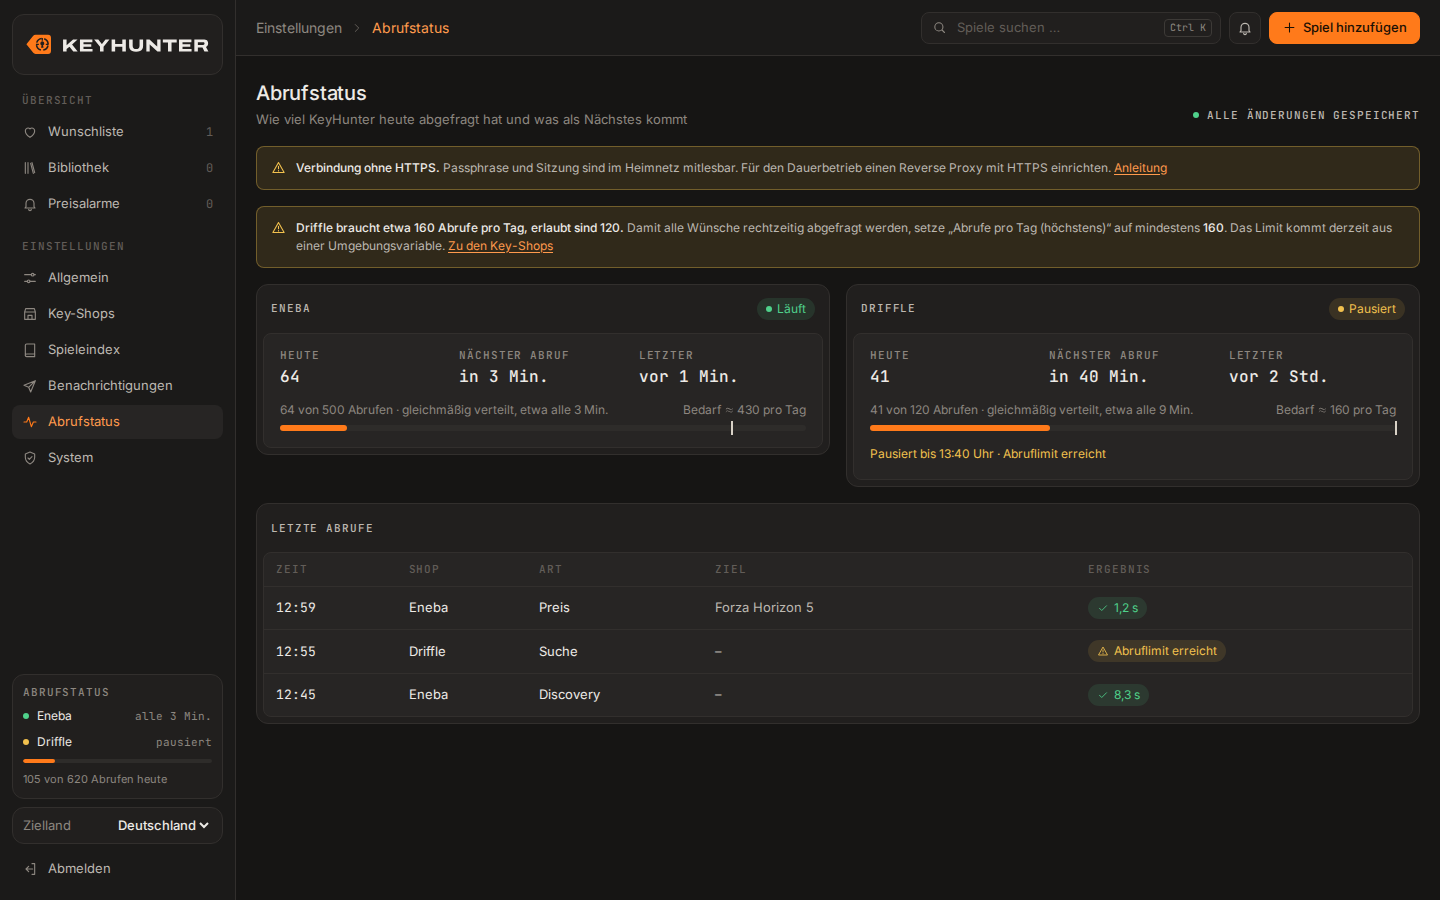 KEYHUNTER
ÜBERSICHT
Wunschliste 1
Bibliothek 0
Preisalarme 0
EINSTELLUNGEN
Allgemein
Key-Shops
Spieleindex
Benachrichtigungen
Abrufstatus
System
ABRUFSTATUS
Eneba alle 3 Min.
Driffle pausiert
105 von 620 Abrufen heute
Zielland Deutschland
Abmelden
Einstellungen Abrufstatus
Spiele suchen ... Ctrl K
Spiel hinzufügen
Abrufstatus
Wie viel KeyHunter heute abgefragt hat und was als Nächstes kommt
ALLE ÄNDERUNGEN GESPEICHERT
Verbindung ohne HTTPS. Passphrase und Sitzung sind im Heimnetz mitlesbar. Für den Dauerbetrieb einen Reverse Proxy mit HTTPS einrichten. Anleitung
Driffle braucht etwa 160 Abrufe pro Tag, erlaubt sind 120. Damit alle Wünsche rechtzeitig abgefragt werden, setze „Abrufe pro Tag (höchstens)“ auf mindestens 160. Das Limit kommt derzeit aus
einer Umgebungsvariable. Zu den Key-Shops
ENEBA Läuft
HEUTE NÄCHSTER ABRUF LETZTER
64 in 3 Min. vor 1 Min.
64 von 500 Abrufen · gleichmäßig verteilt, etwa alle 3 Min. Bedarf ≈ 430 pro Tag
DRIFFLE Pausiert
HEUTE NÄCHSTER ABRUF LETZTER
41 in 40 Min. vor 2 Std.
41 von 120 Abrufen · gleichmäßig verteilt, etwa alle 9 Min. Bedarf ≈ 160 pro Tag
Pausiert bis 13:40 Uhr · Abruflimit erreicht
LETZTE ABRUFE
ZEIT SHOP ART ZIEL ERGEBNIS
12:59 Eneba Preis Forza Horizon 5 1,2 s
12:55 Driffle Suche – Abruflimit erreicht
12:45 Eneba Discovery – 8,3 s